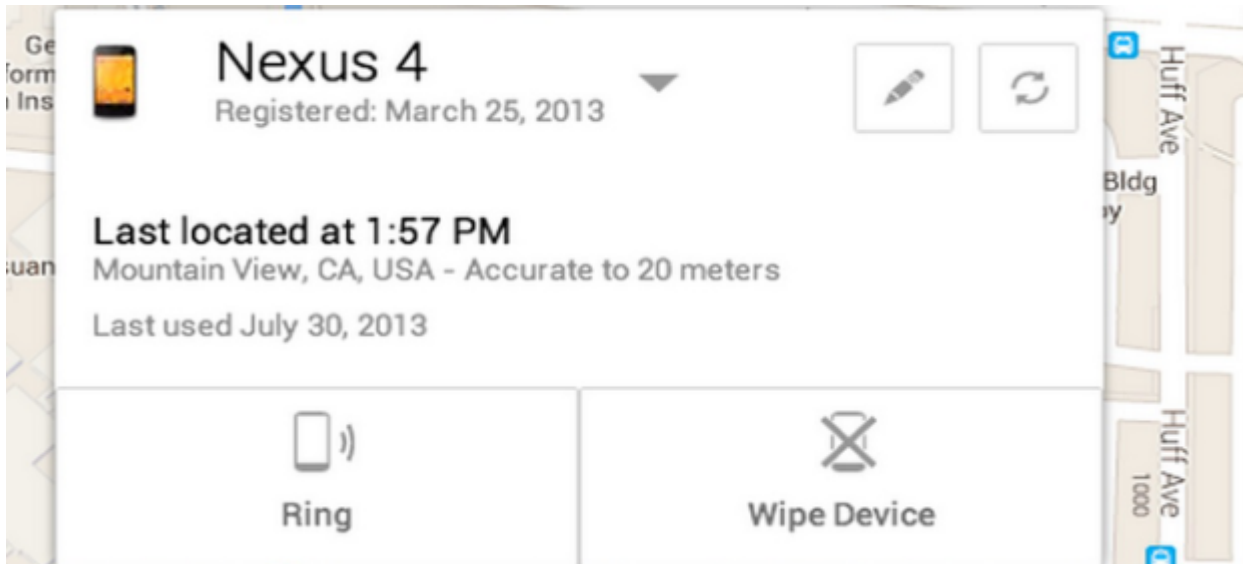 Nexus 4
Registered: March 25, 2013
Last located at 1:57 PM
Mountain View, CA, USA - Accurate to 20 meters
Last used July 30, 2013
Ring
Wipe Device
Huff Ave
Bldg
Huff Ave
1000